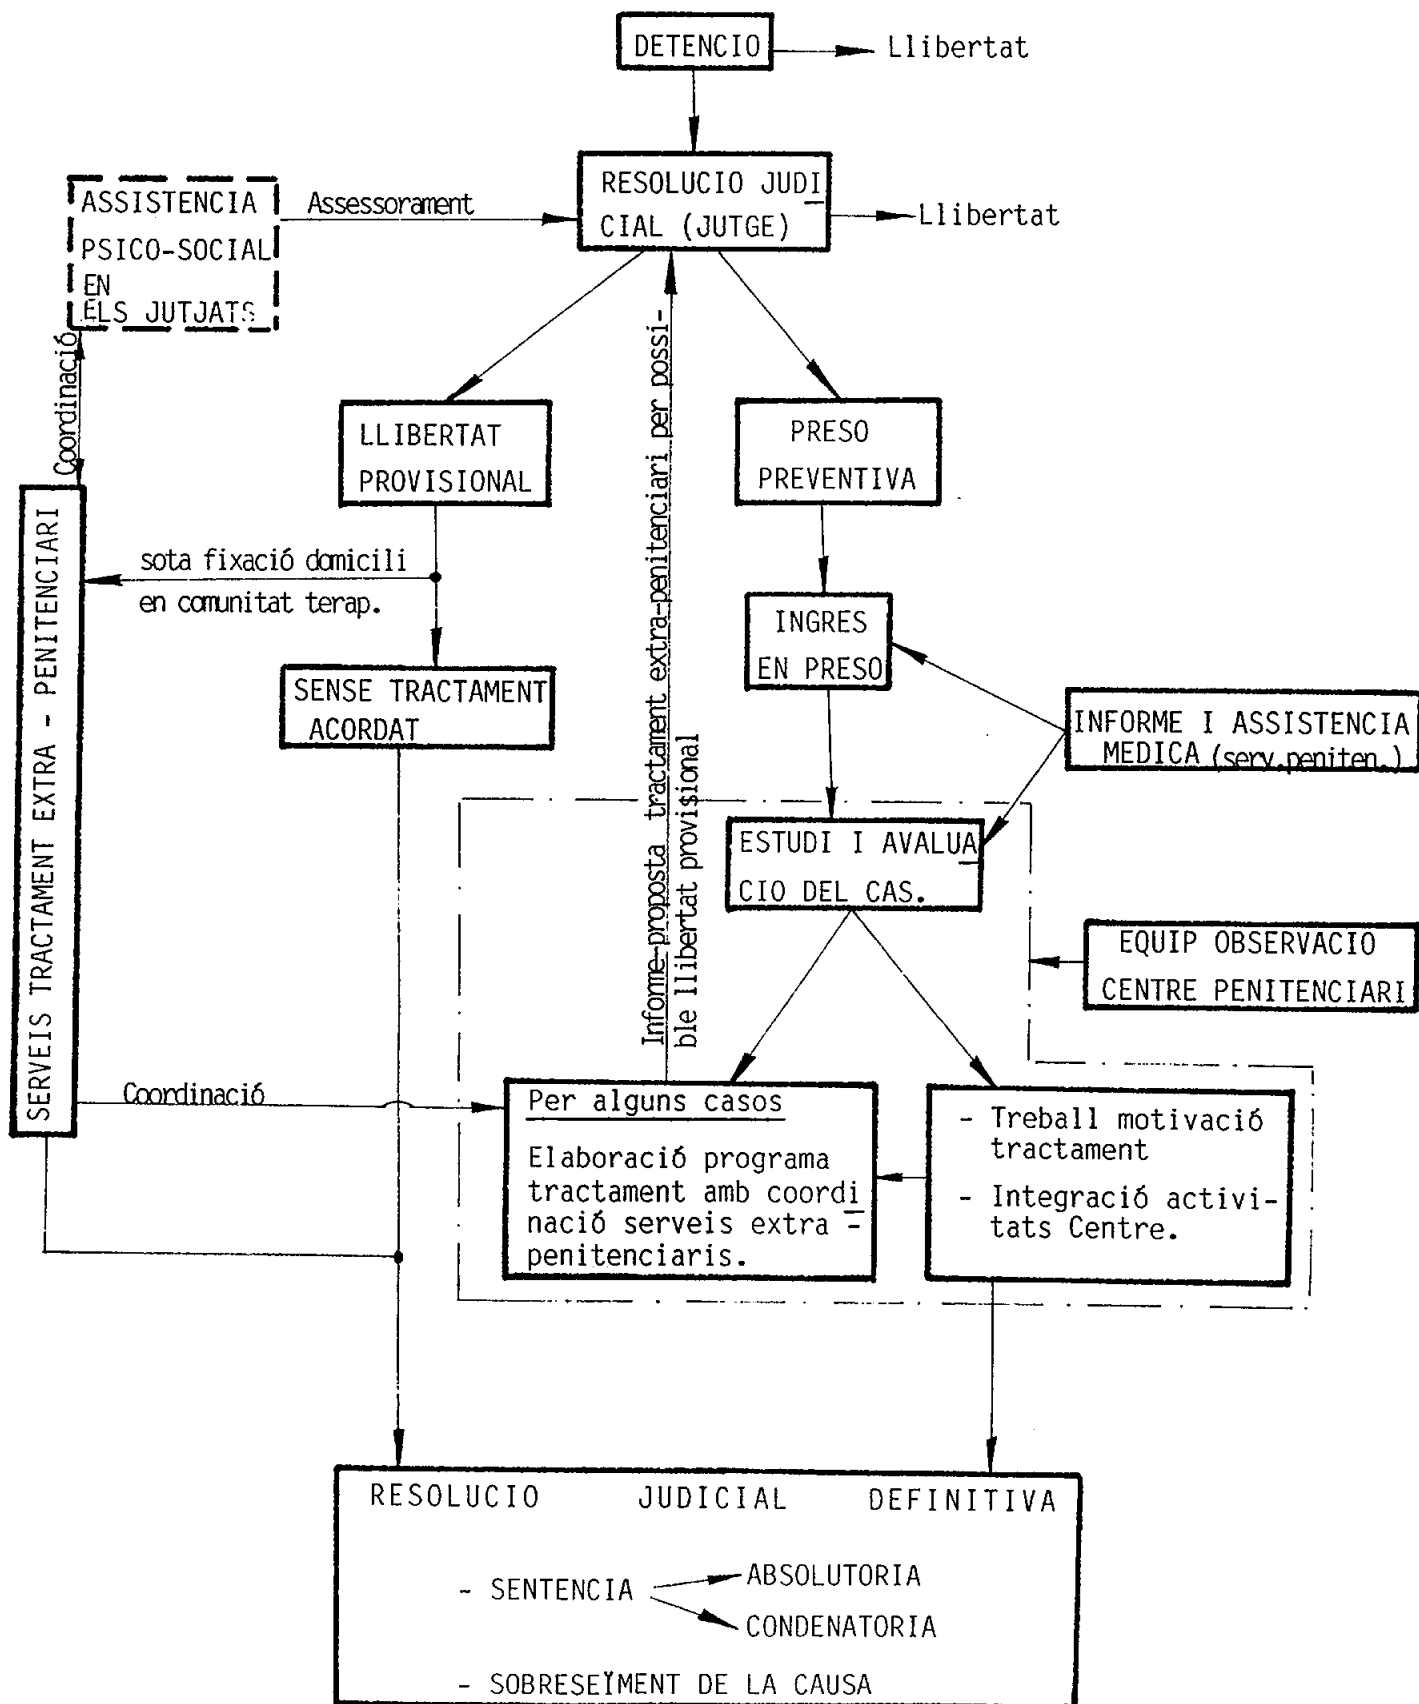 DETENCIO
Llibertat
RESOLUCIO JUDI
CIAL (JUTGE)
Llibertat
ASSISTENCIA
PSICO-SOCIAL
EN
ELS JUTJATS
Assessorament
Coordinació
LLIBERTAT
PROVISIONAL
PRESO
PREVENTIVA
SERVEIS TRACTAMENT EXTRA - PENITENCIARI
sota fixació domicili
en comunitat terap.
SENSE TRACTAMENT
ACORDAT
Informe-proposta tractament extra-penitenciari per possi-
ble llibertat provisional
INGRES
EN PRESO
INFORME I ASSISTENCIA
MEDICA (serv.peniten.)
ESTUDI I AVALUA
CIO DEL CAS.
EQUIP OBSERVACIO
CENTRE PENITENCIARI
Coordinació
Per alguns casos
Elaboració programa
tractament amb coordi
nació serveis extra -
penitenciaris.
- Treball motivació
tractament
- Integració activi-
tats Centre.
RESOLUCIO JUDICIAL DEFINITIVA
- SENTENCIA
ABSOLUTORIA
CONDENATORIA
- SOBRESEÏMENT DE LA CAUSA